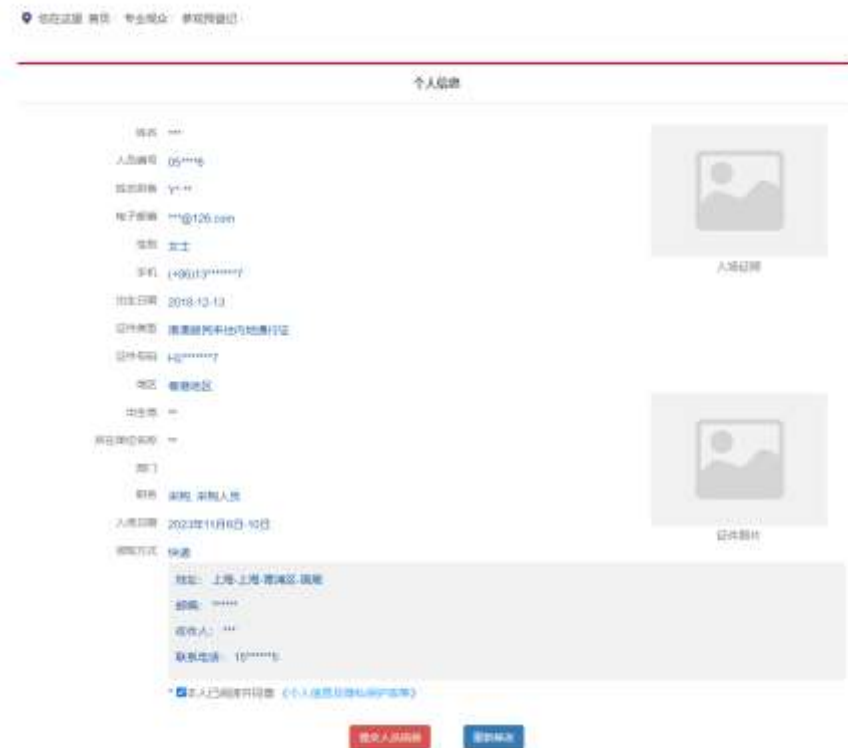 您在这里 首页 专业观众 参观预登记
个人信息
姓名 ***
人员编号 05****6
姓氏拼音 Y*-**
电子邮箱 ***@126.com
性别 女士
手机 (+86)13*******7
出生日期 2018-12-13
证件类型 港澳居民来往内地通行证
证件号码 H0*******7
地区 香港地区
出生地 **
所在单位名称 **
部门
职务 采购, 采购人员
入场日期 2023年11月6日-10日
领取方式 快递
地址: 上海-上海-青浦区-国展
邮编: ******
收件人: ***
联系电话: 15******5
* 本人已阅读并同意 《个人信息及隐私保护政策》
提交人员信息 重新修改
入场证照
证件照片